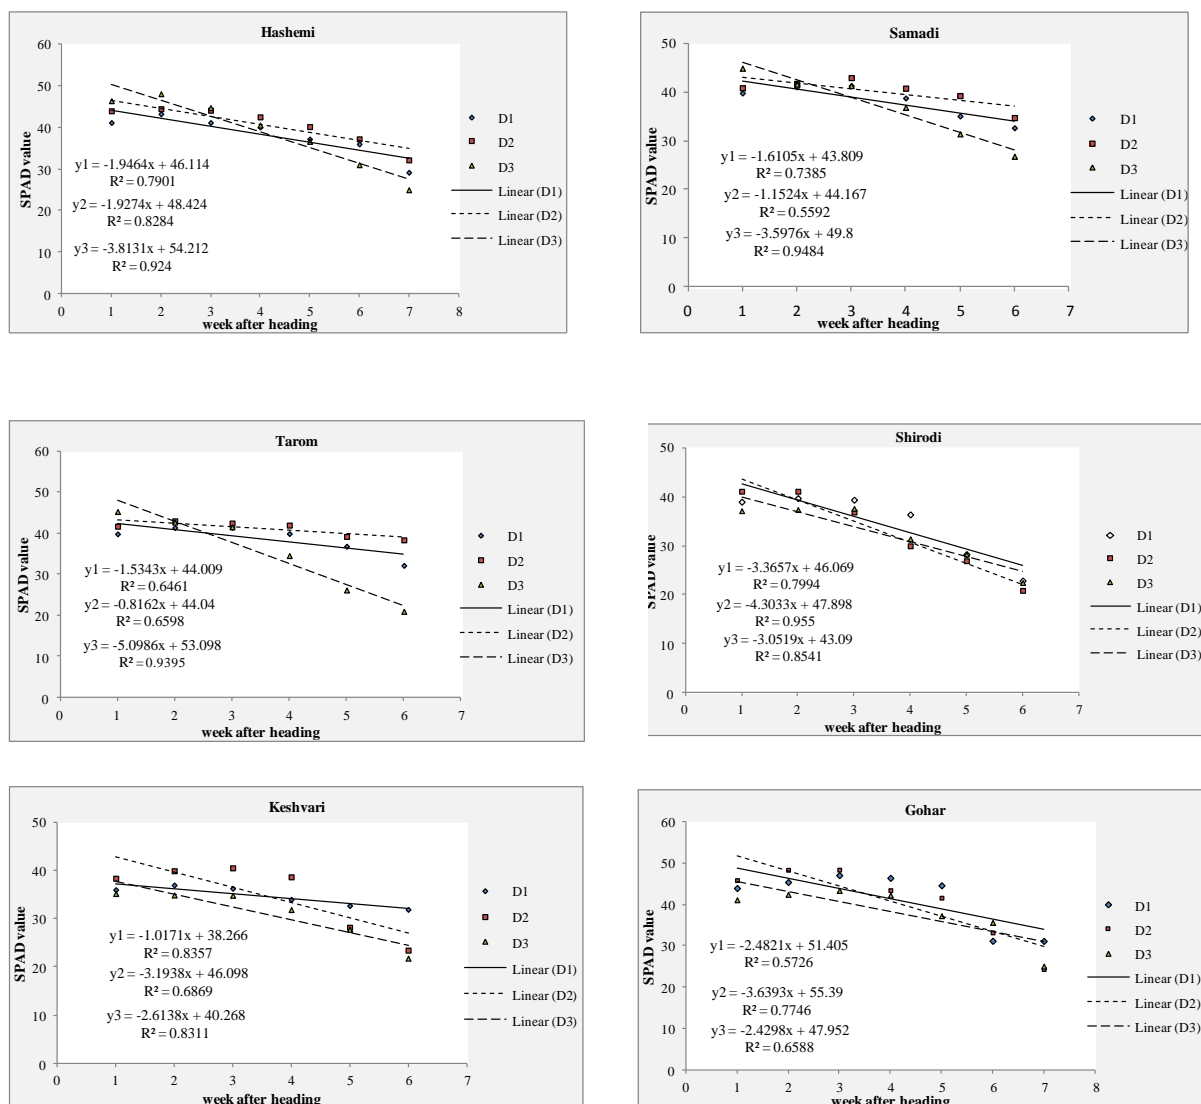 Hashemi
60
50
40
30
20
10
0
SPAD value
y1 = -1.9464x + 46.114
R² = 0.7901
y2 = -1.9274x + 48.424
R² = 0.8284
y3 = -3.8131x + 54.212
R² = 0.924
0 1 2 3 4 5 6 7 8
week after heading
D1
D2
D3
Linear (D1)
Linear (D2)
Linear (D3)
Samadi
50
40
30
20
10
0
SPAD value
y1 = -1.6105x + 43.809
R² = 0.7385
y2 = -1.1524x + 44.167
R² = 0.5592
y3 = -3.5976x + 49.8
R² = 0.9484
0 1 2 3 4 5 6 7
week after heading
D1
D2
D3
Linear (D1)
Linear (D2)
Linear (D3)
Tarom
60
50
40
30
20
10
0
SPAD value
y1 = -1.5343x + 44.009
R² = 0.6461
y2 = -0.8162x + 44.04
R² = 0.6598
y3 = -5.0986x + 53.098
R² = 0.9395
0 1 2 3 4 5 6 7
week after heading
D1
D2
D3
Linear (D1)
Linear (D2)
Linear (D3)
Shirodi
50
40
30
20
10
0
SPAD value
y1 = -3.3657x + 46.069
R² = 0.7994
y2 = -4.3033x + 47.898
R² = 0.955
y3 = -3.0519x + 43.09
R² = 0.8541
0 1 2 3 4 5 6 7
week after heading
D1
D2
D3
Linear (D1)
Linear (D2)
Linear (D3)
Keshvari
50
40
30
20
10
0
SPAD value
y1 = -1.0171x + 38.266
R² = 0.8357
y2 = -3.1938x + 46.098
R² = 0.6869
y3 = -2.6138x + 40.268
R² = 0.8311
0 1 2 3 4 5 6 7
week after heading
D1
D2
D3
Linear (D1)
Linear (D2)
Linear (D3)
Gohar
60
50
40
30
20
10
0
SPAD value
y1 = -2.4821x + 51.405
R² = 0.5726
y2 = -3.6393x + 55.39
R² = 0.7746
y3 = -2.4298x + 47.952
R² = 0.6588
0 1 2 3 4 5 6 7 8
week after heading
D1
D2
D3
Linear (D1)
Linear (D2)
Linear (D3)